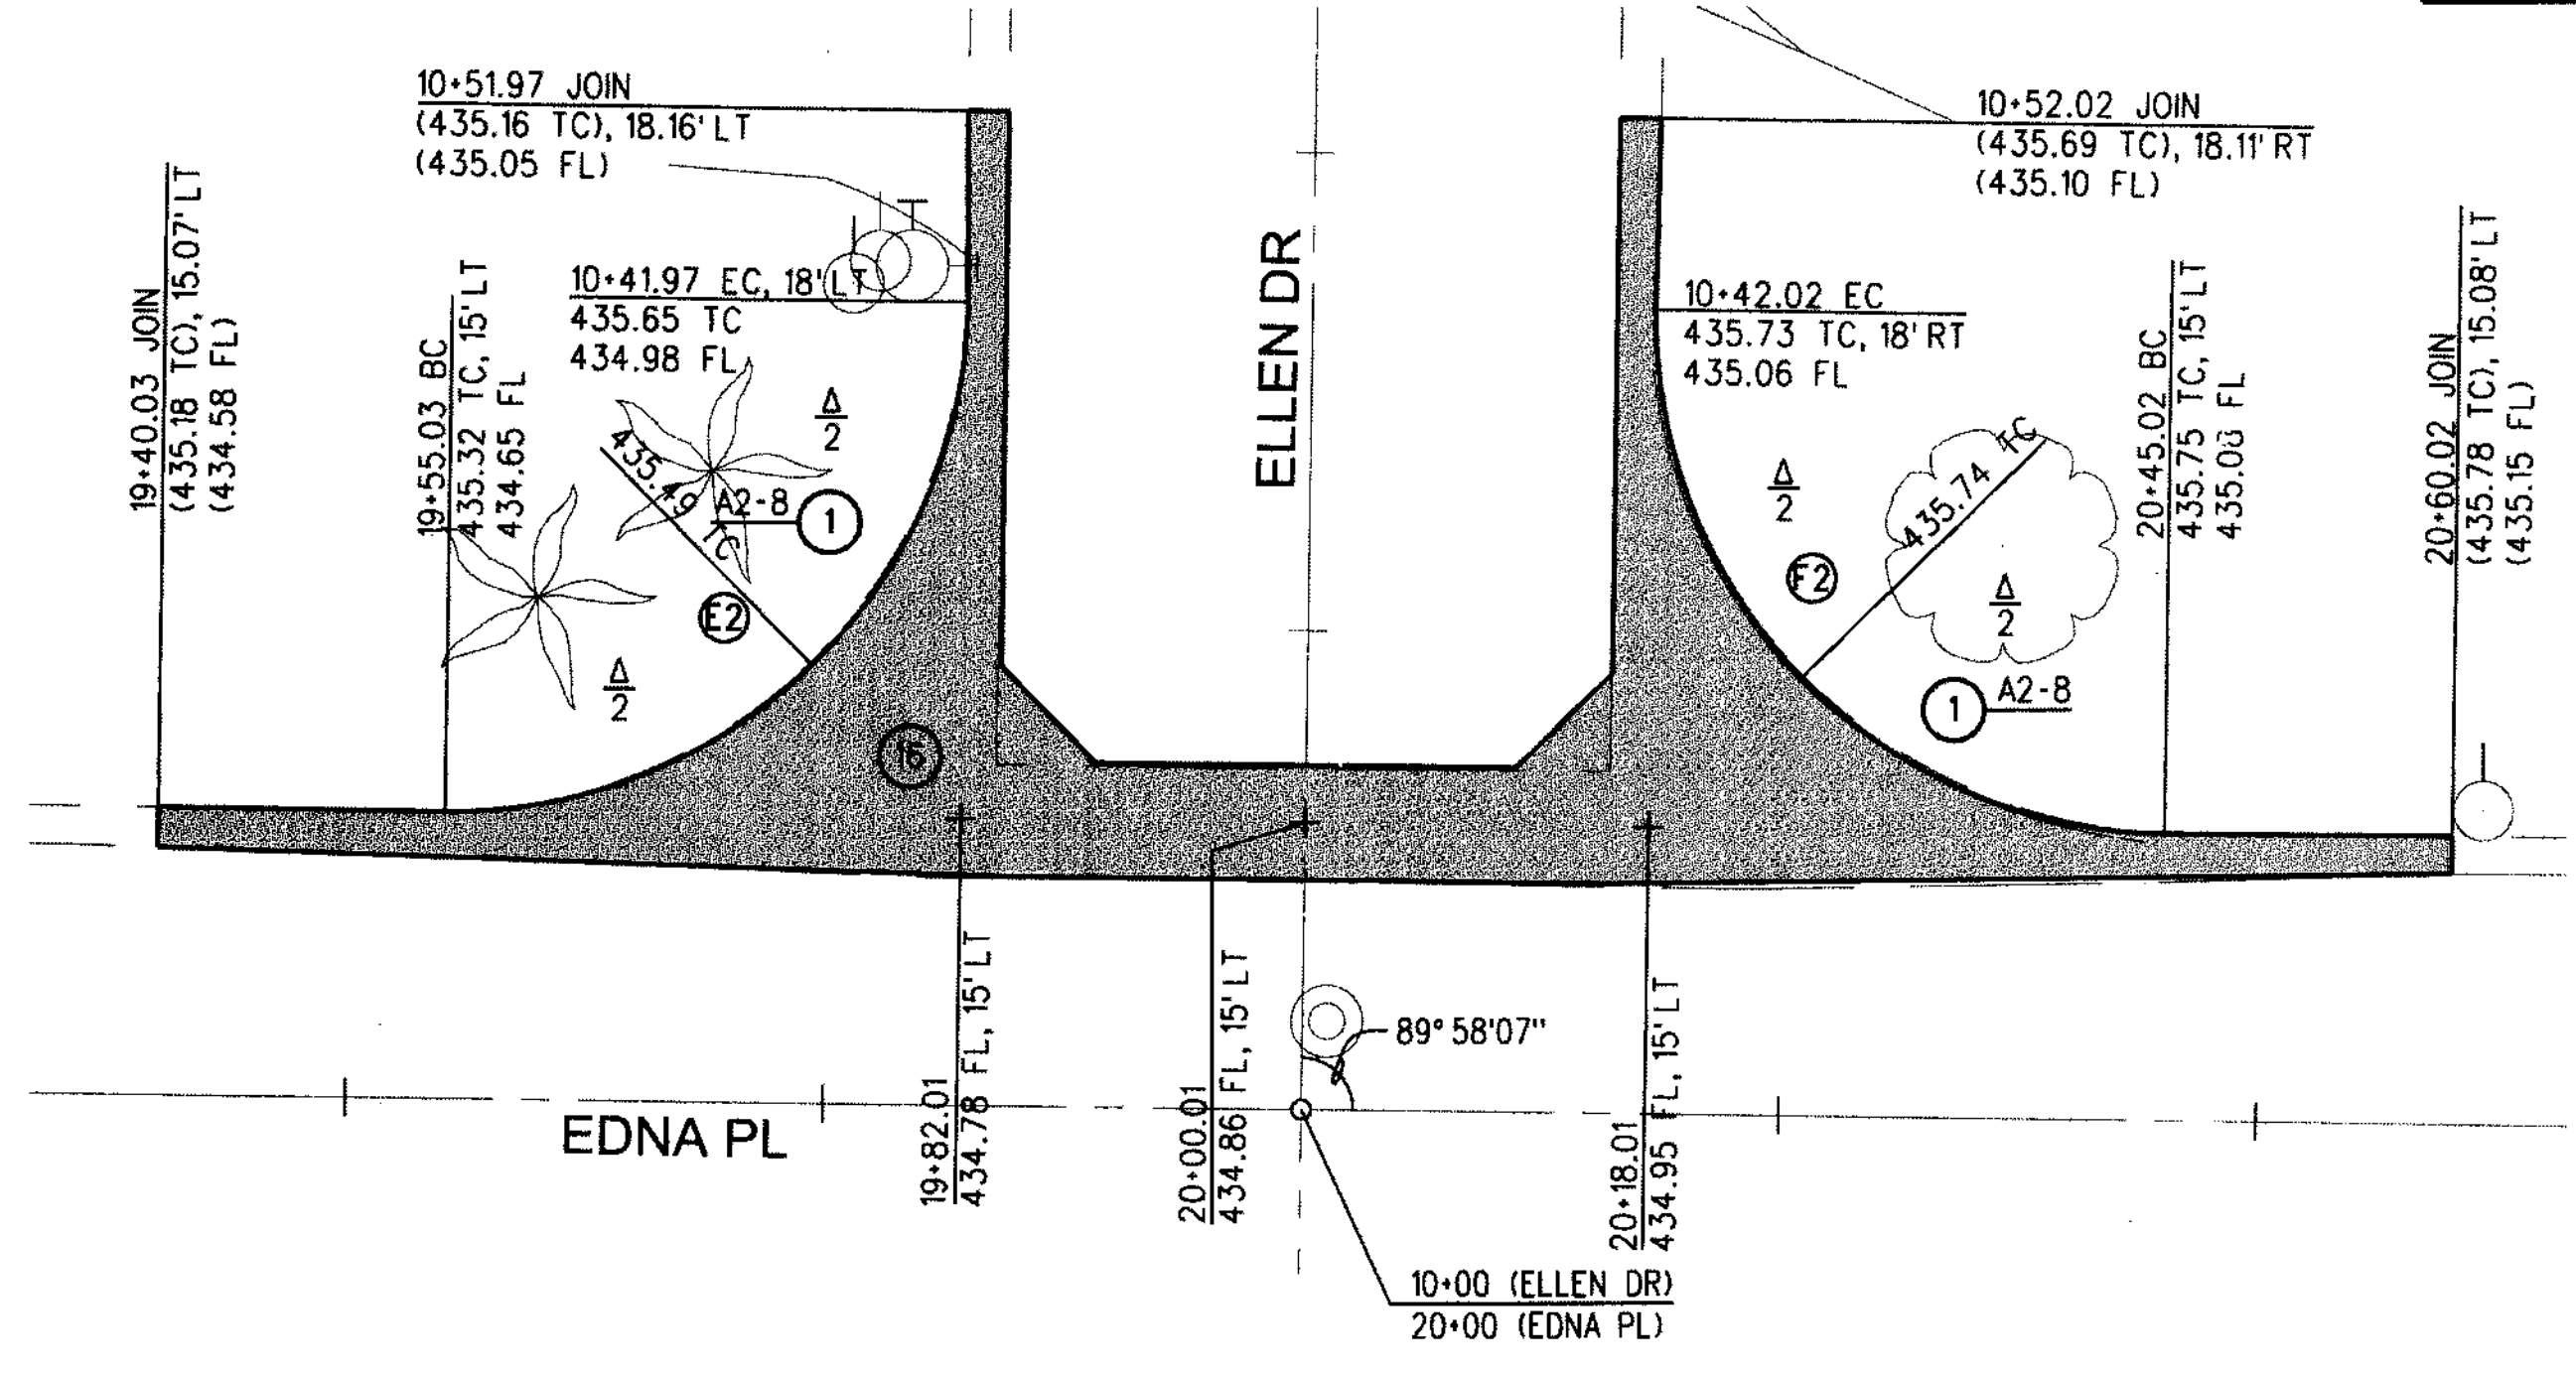 10+51.97 JOIN
(435.16 TC), 18.16' LT
(435.05 FL)
10+52.02 JOIN
(435.69 TC), 18.11' RT
(435.10 FL)
19+40.03 JOIN
(435.18 TC), 15.07' LT
(434.58 FL)
19+55.03 BC
435.32 TC, 15' LT
434.65 FL
10+41.97 EC, 18' LT
435.65 TC
434.98 FL
T
Δ
2
435.49 TC
A2-8
1
E2
Δ
2
16
ELLEN DR
10+42.02 EC
435.73 TC, 18' RT
435.06 FL
Δ
2
F2
435.74 TC
Δ
2
1
A2-8
20+45.02 BC
435.75 TC, 15' LT
435.08 FL
20+60.02 JOIN
(435.78 TC), 15.08' LT
(435.15 FL)
EDNA PL
19+82.01
434.78 FL, 15' LT
20+00.01
434.86 FL, 15' LT
89°58'07"
20+18.01
434.95 FL, 15' LT
10+00 (ELLEN DR)
20+00 (EDNA PL)